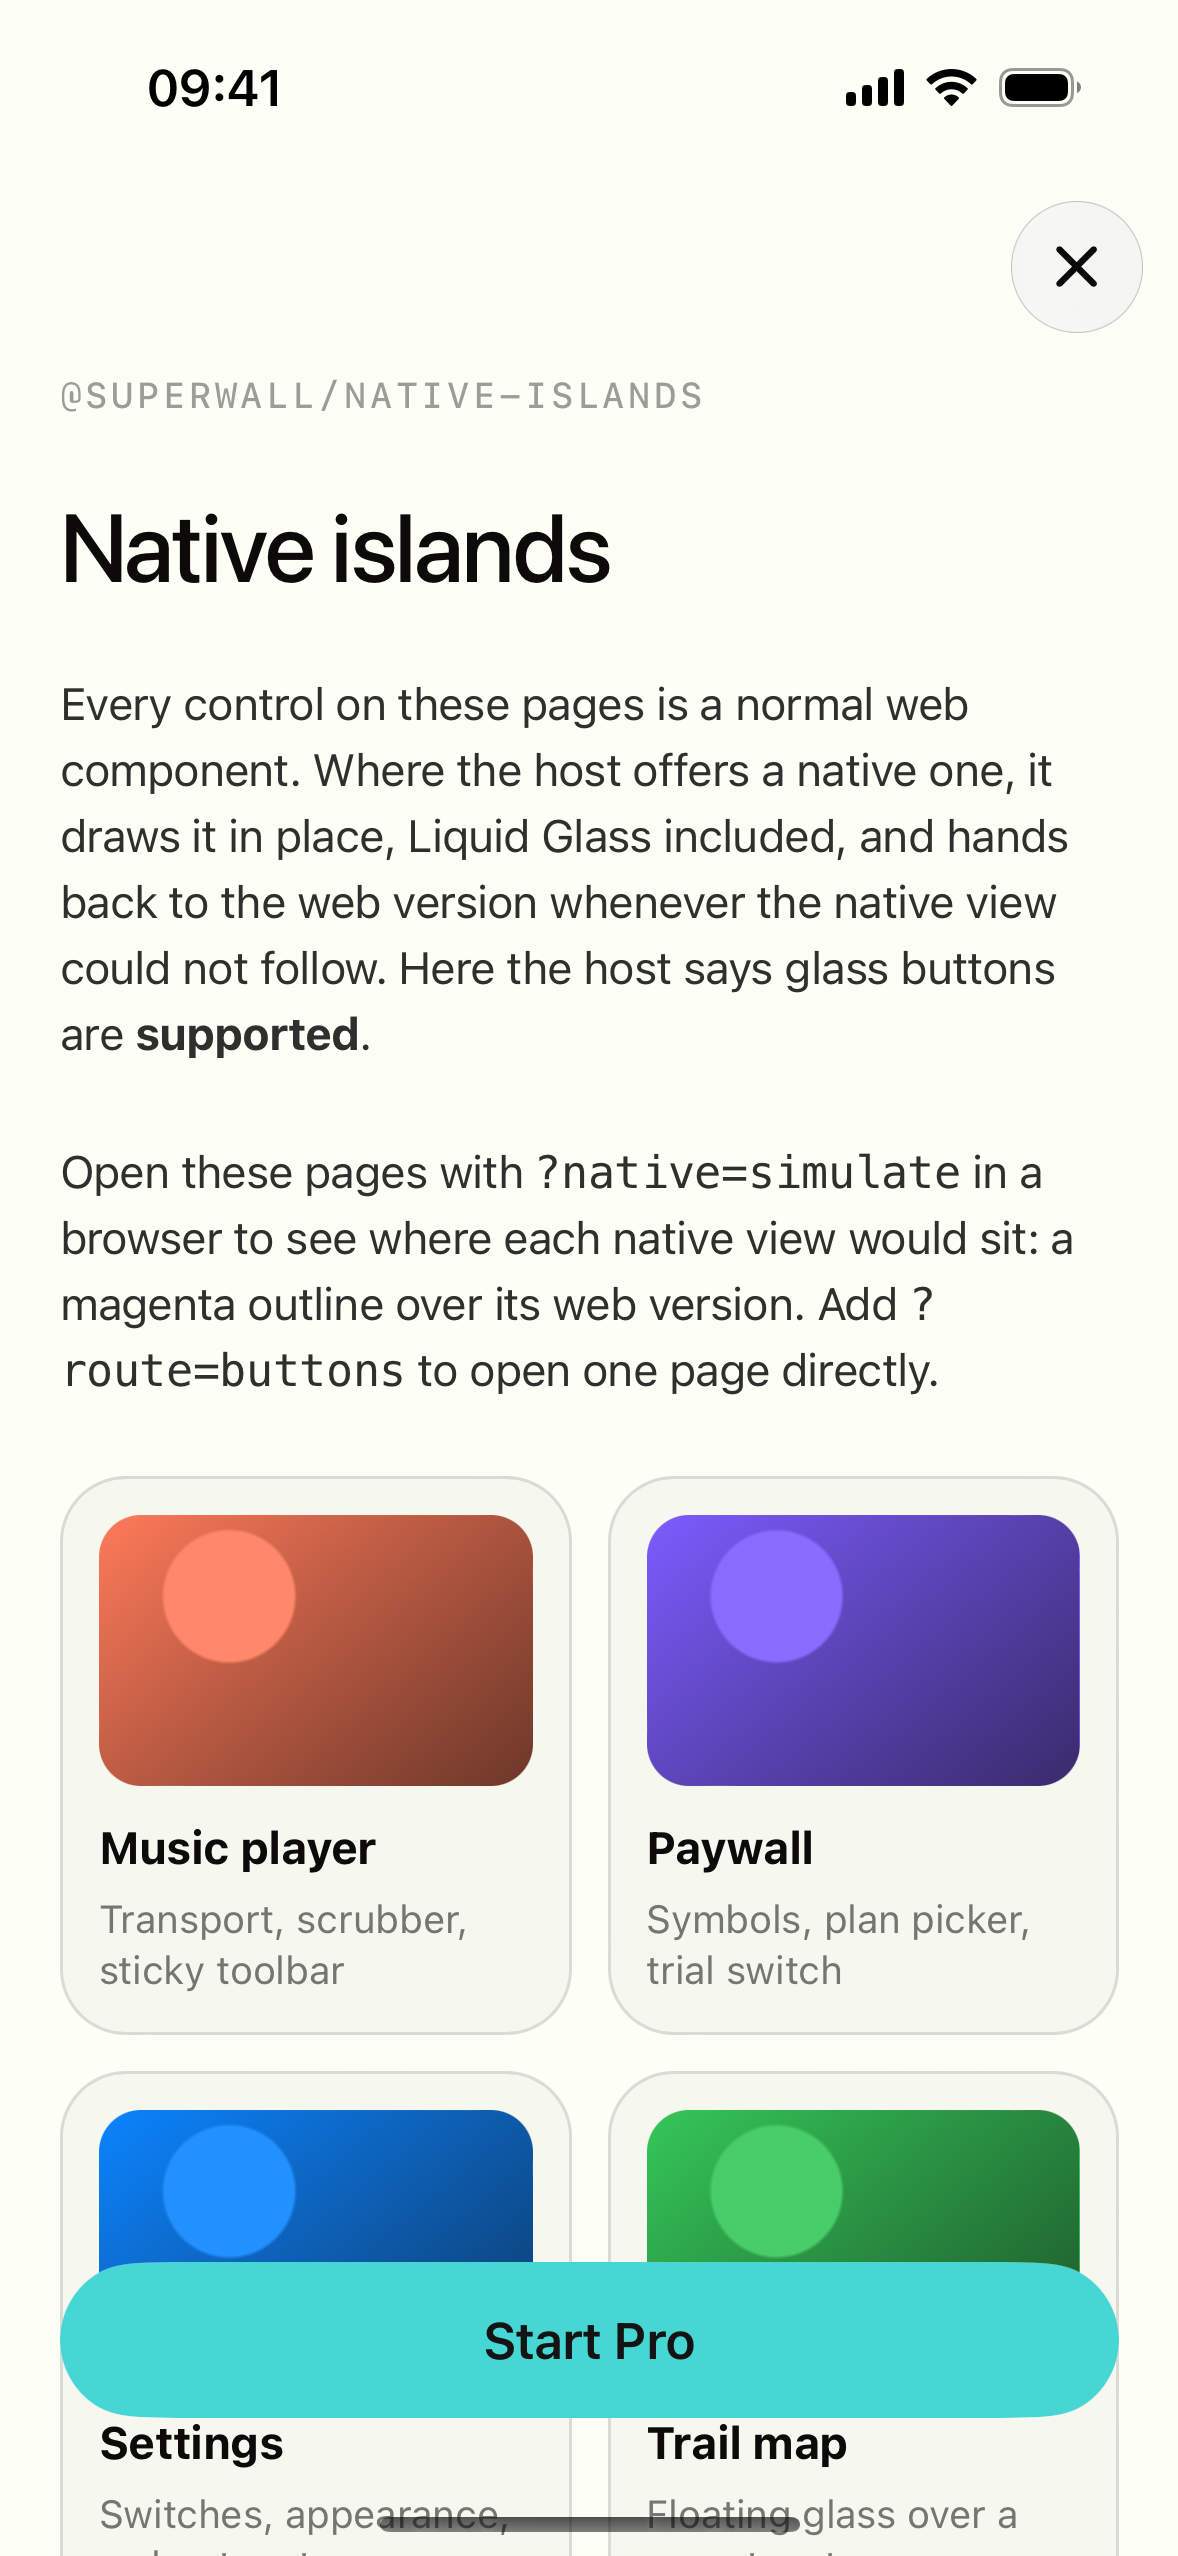 09:41
@SUPERWALL/NATIVE-ISLANDS
Native islands
Every control on these pages is a normal web
component. Where the host offers a native one, it
draws it in place, Liquid Glass included, and hands
back to the web version whenever the native view
could not follow. Here the host says glass buttons
are supported.
Open these pages with ?native=simulate in a
browser to see where each native view would sit: a
magenta outline over its web version. Add ?
route=buttons to open one page directly.
Music player
Transport, scrubber,
sticky toolbar
Paywall
Symbols, plan picker,
trial switch
Start Pro
Settings
Switches, appearance,
Trail map
Floating glass over a